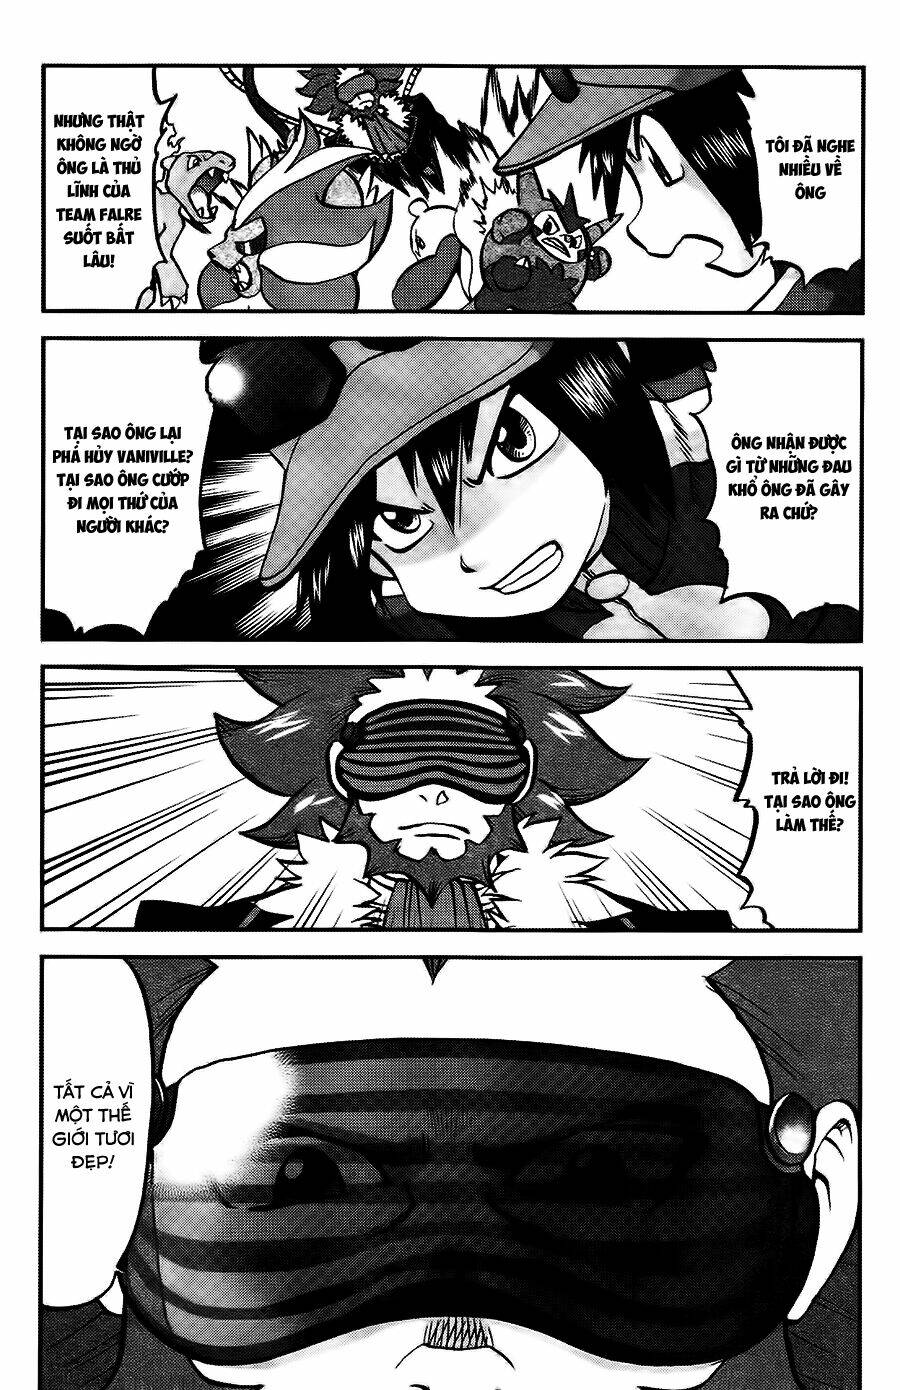 TÔI ĐÃ NGHE
NHIỀU VỀ
ÔNG
NHƯNG THẬT
KHÔNG NGỜ
ÔNG LÀ THỦ
LĨNH CỦA
TEAM FALRE
SUỐT BẤT
LÂU!
ÔNG NHẬN ĐƯỢC
GÌ TỪ NHỮNG ĐAU
KHỔ ÔNG ĐÃ GÂY
RA CHỨ?
TẠI SAO ÔNG LẠI
PHÁ HỦY VANIVILLE?
TẠI SAO ÔNG CƯỚP
ĐI MỌI THỨ CỦA
NGƯỜI KHÁC?
TRẢ LỜI ĐI!
TẠI SAO ÔNG
LÀM THẾ?
TẤT CẢ VÌ
MỘT THẾ
GIỚI TƯƠI
ĐẸP!